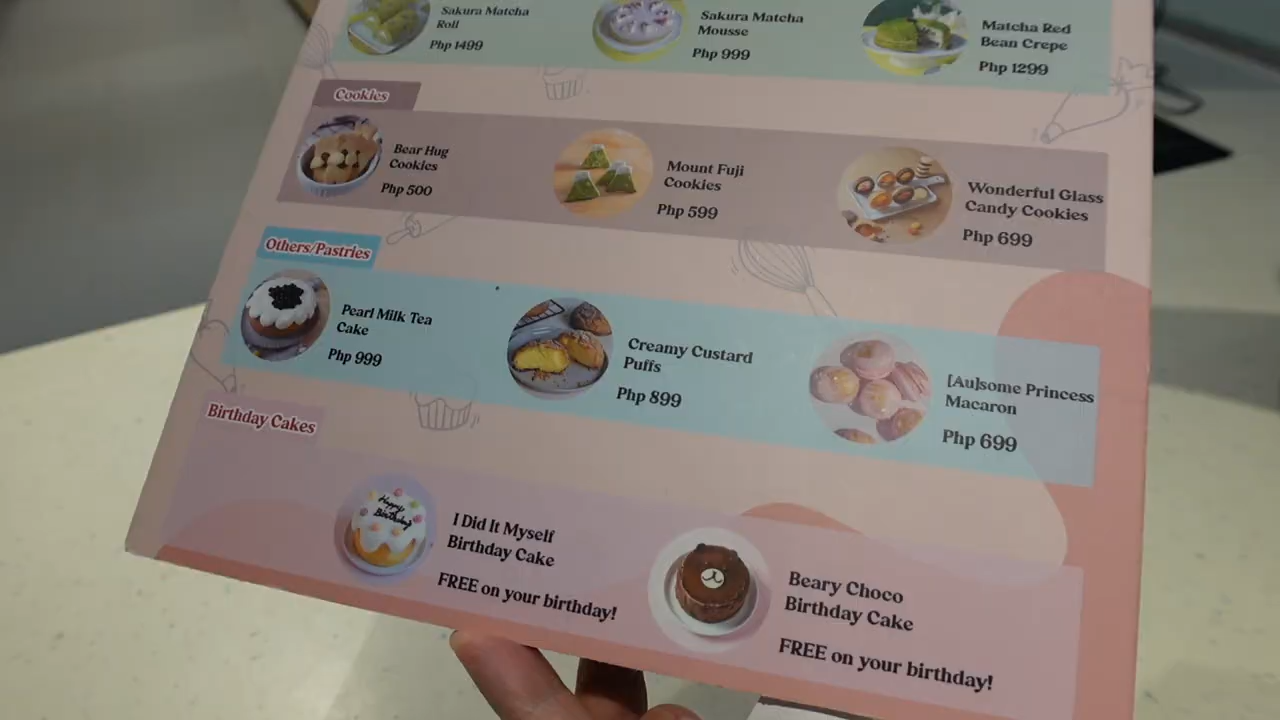 Sakura Matcha
Roll
Php 1499
Sakura Matcha
Mousse
Php 999
Matcha Red
Bean Crepe
Php 1299
Cookies
Bear Hug
Cookies
Php 500
Mount Fuji
Cookies
Php 599
Wonderful Glass
Candy Cookies
Php 699
Others/Pastries
Pearl Milk Tea
Cake
Php 999
Creamy Custard
Puffs
Php 899
[Au]some Princess
Macaron
Php 699
Birthday Cakes
Happy
Birthday
I Did It Myself
Birthday Cake
FREE on your birthday!
Beary Choco
Birthday Cake
FREE on your birthday!